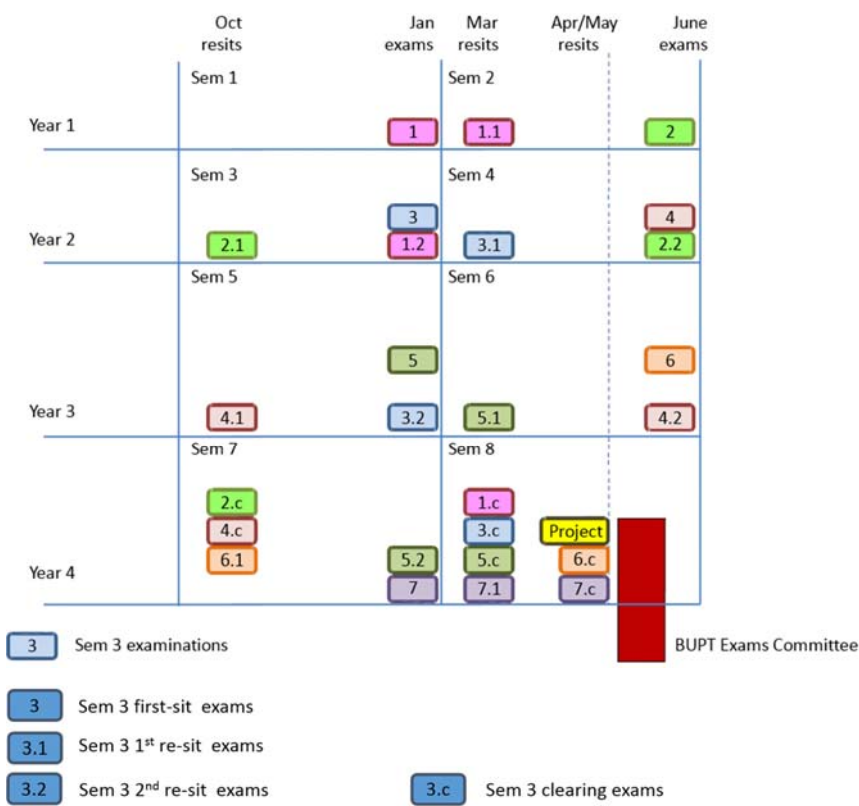 Oct resits
Jan exams
Mar resits
Apr/May resits
June exams
Sem 1
Sem 2
Year 1
1
1.1
2
Sem 3
Sem 4
3
4
Year 2
2.1
1.2
3.1
2.2
Sem 5
Sem 6
5
6
Year 3
4.1
3.2
5.1
4.2
Sem 7
Sem 8
2.c
1.c
4.c
3.c
Project
6.1
5.2
5.c
6.c
Year 4
7
7.1
7.c
3
Sem 3 examinations
BUPT Exams Committee
3
Sem 3 first-sit exams
3.1
Sem 3 1st re-sit exams
3.2
Sem 3 2nd re-sit exams
3.c
Sem 3 clearing exams